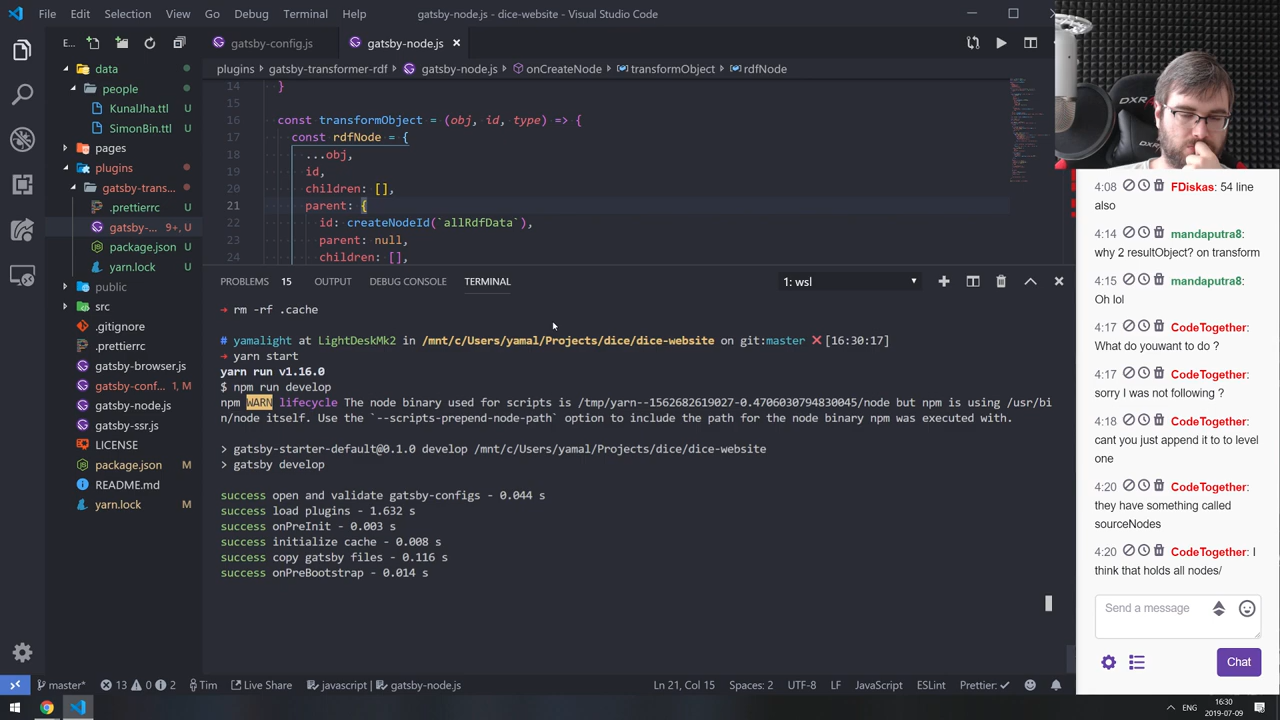 File Edit Selection View Go Debug Terminal Help
gatsby-node.js - dice-website - Visual Studio Code
E...
gatsby-config.js
gatsby-node.js
plugins › gatsby-transformer-rdf › gatsby-node.js › onCreateNode › transformObject › rdfNode
data
people
KunalJha.ttl
SimonBin.ttl
pages
plugins
gatsby-trans...
.prettierrc U
gatsby-... 9+, U
package.json U
yarn.lock U
public
src
.gitignore
.prettierrc
gatsby-browser.js
gatsby-conf... 1, M
gatsby-node.js
gatsby-ssr.js
LICENSE
package.json M
README.md
yarn.lock M
14 }
15
16 const transformObject = (obj, id, type) => {
17 const rdfNode = {
18 ...obj,
19 id,
20 children: [],
21 parent: {
22 id: createNodeId(`allRdfData`),
23 parent: null,
24 children: [],
PROBLEMS 15 OUTPUT DEBUG CONSOLE TERMINAL
1: wsl
→ rm -rf .cache
# yamalight at LightDeskMk2 in /mnt/c/Users/yamal/Projects/dice/dice-website on git:master ❌ [16:30:17]
→ yarn start
yarn run v1.16.0
$ npm run develop
npm WARN lifecycle The node binary used for scripts is /tmp/yarn--1562682619027-0.4706030794830045/node but npm is using /usr/bi
n/node itself. Use the `--scripts-prepend-node-path` option to include the path for the node binary npm was executed with.
> gatsby-starter-default@0.1.0 develop /mnt/c/Users/yamal/Projects/dice/dice-website
> gatsby develop
success open and validate gatsby-configs - 0.044 s
success load plugins - 1.632 s
success onPreInit - 0.003 s
success initialize cache - 0.008 s
success copy gatsby files - 0.116 s
success onPreBootstrap - 0.014 s
master* 13 0 2 Tim Live Share javascript | gatsby-node.js
Ln 21, Col 15 Spaces: 2 UTF-8 LF JavaScript ESLint Prettier: ✓
DXR
4:08 FDiskas: 54 line
also
4:14 mandaputra8:
why 2 resultObject? on transform
4:15 mandaputra8:
Oh lol
4:17 CodeTogether:
What do youwant to do ?
4:17 CodeTogether:
sorry I was not following ?
4:18 CodeTogether:
cant you just append it to to level
one
4:20 CodeTogether:
they have something called
sourceNodes
4:20 CodeTogether: I
think that holds all nodes/
Send a message
Chat
ENG
16:30
2019-07-09